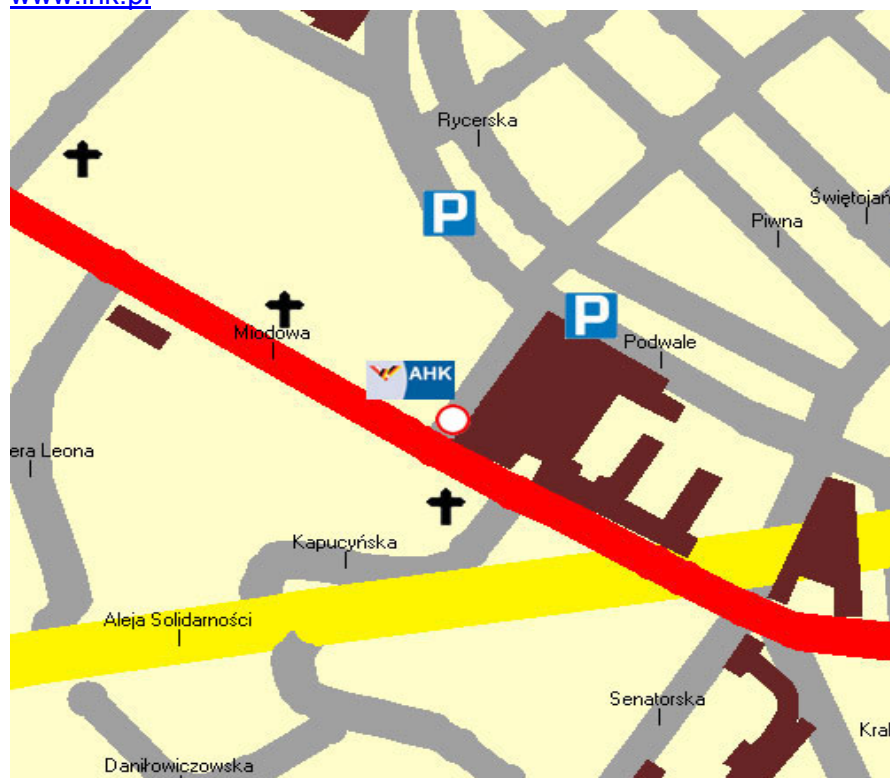 Rycerska
P
Świętojań
Piwna
P
Miodowa
Podwale
AHK
era Leona
Kapucyńska
Aleja Solidarności
Senatorska
Kral
Daniłowiczowska